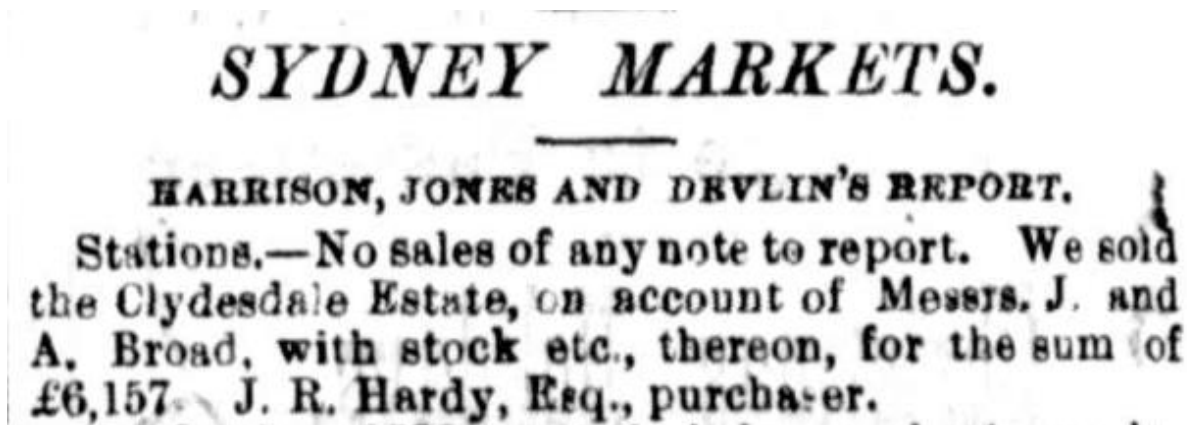 SYDNEY MARKETS.
HARRISON, JONES AND DEVLIN'S REPORT.
Stations.—No sales of any note to report. We sold
the Clydesdale Estate, on account of Messrs. J. and
A. Broad, with stock etc., thereon, for the sum of
£6,157. J. R. Hardy, Esq., purchaser.